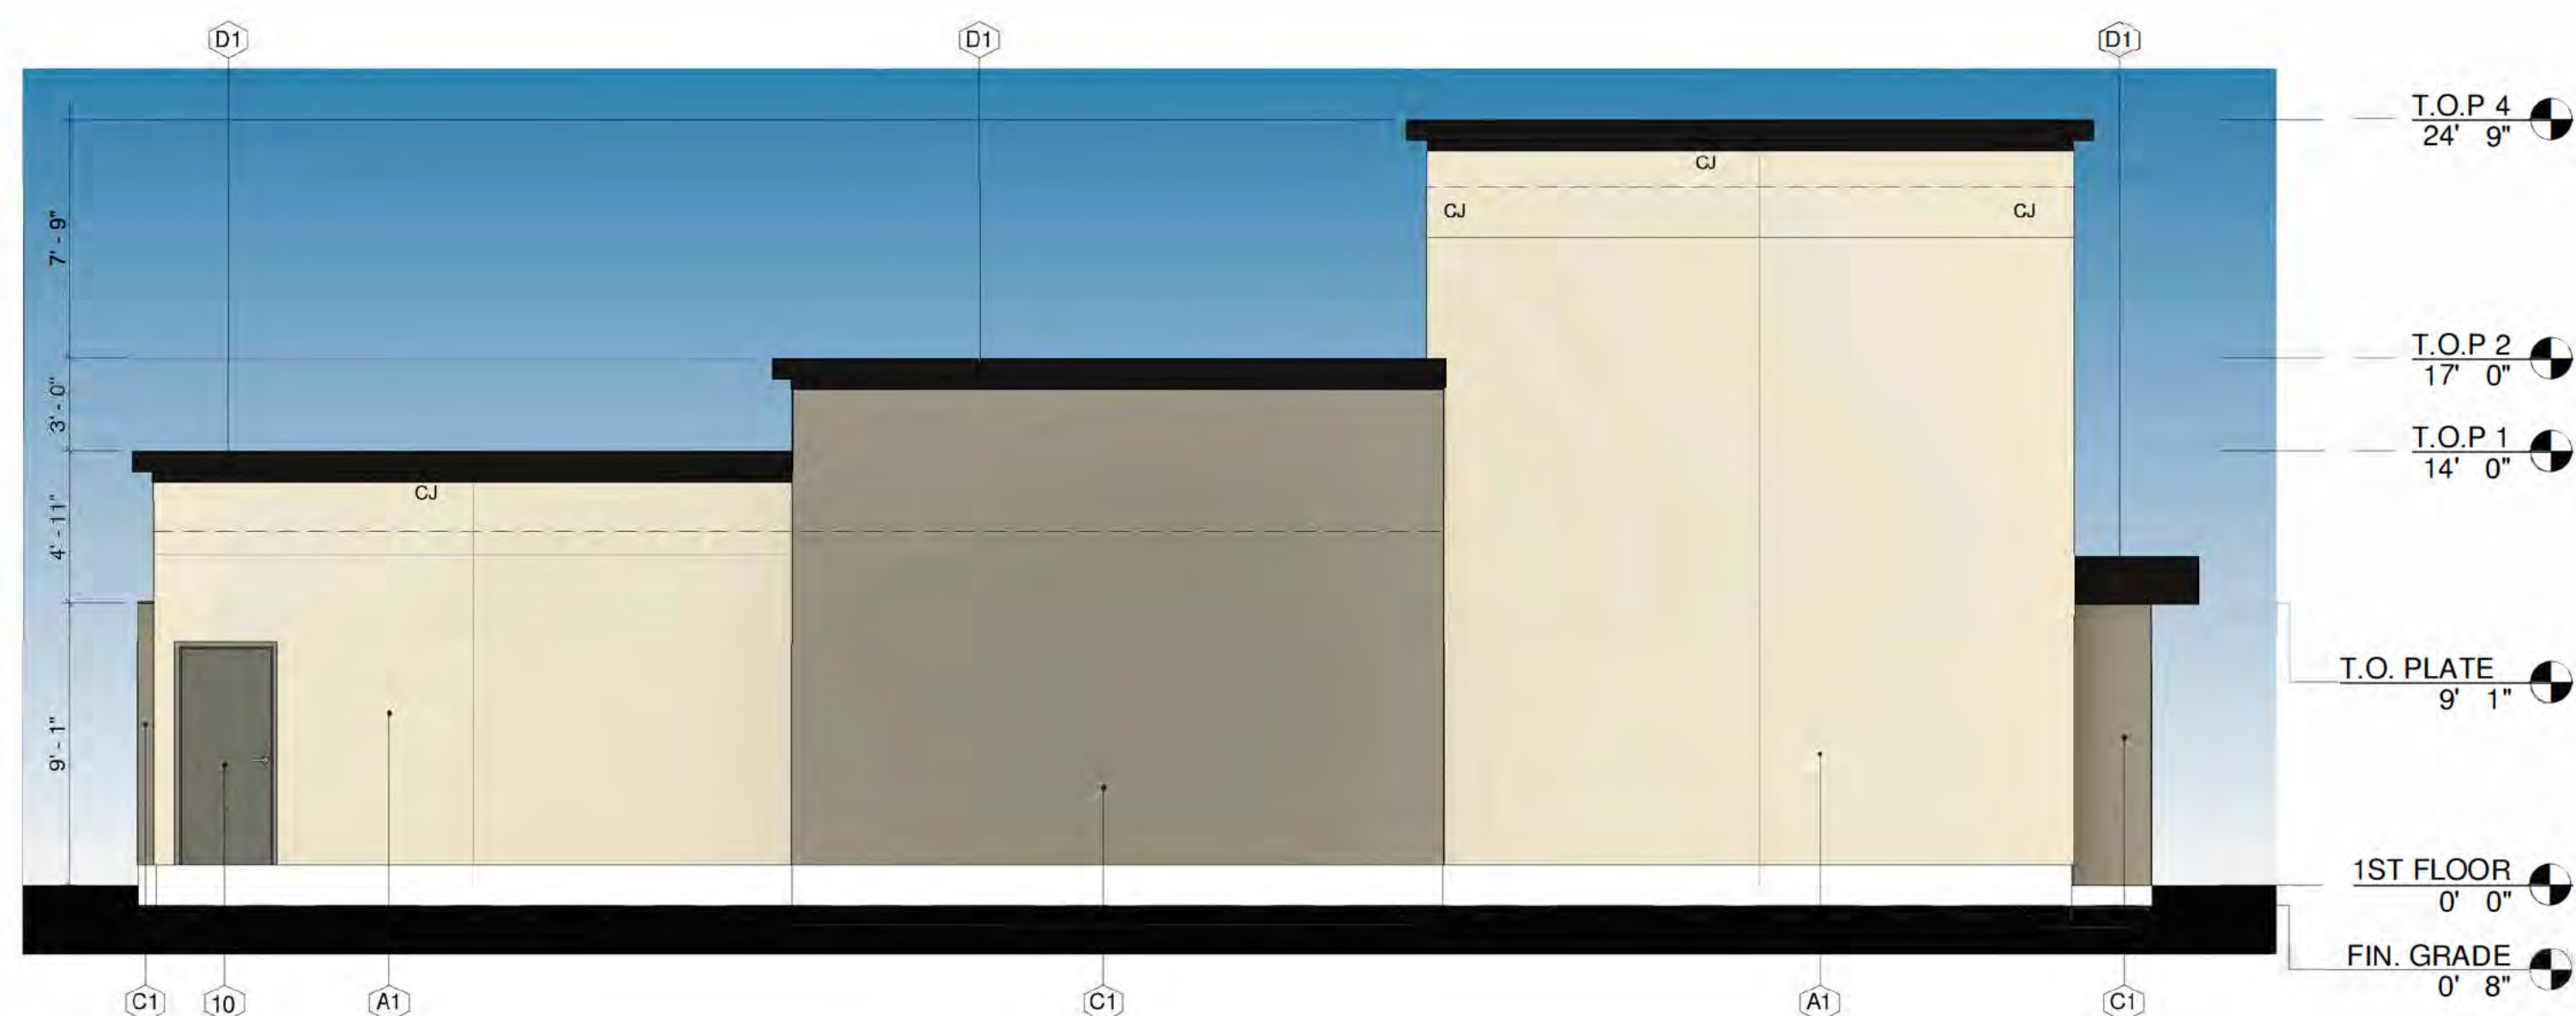 D1
D1
D1
T.O.P 4
24' 9"
7' - 9"
CJ
CJ
CJ
T.O.P 2
17' 0"
3' - 0"
T.O.P 1
14' 0"
4' - 11"
CJ
T.O. PLATE
9' 1"
9' - 1"
1ST FLOOR
0' 0"
FIN. GRADE
0' 8"
C1
10
A1
C1
A1
C1